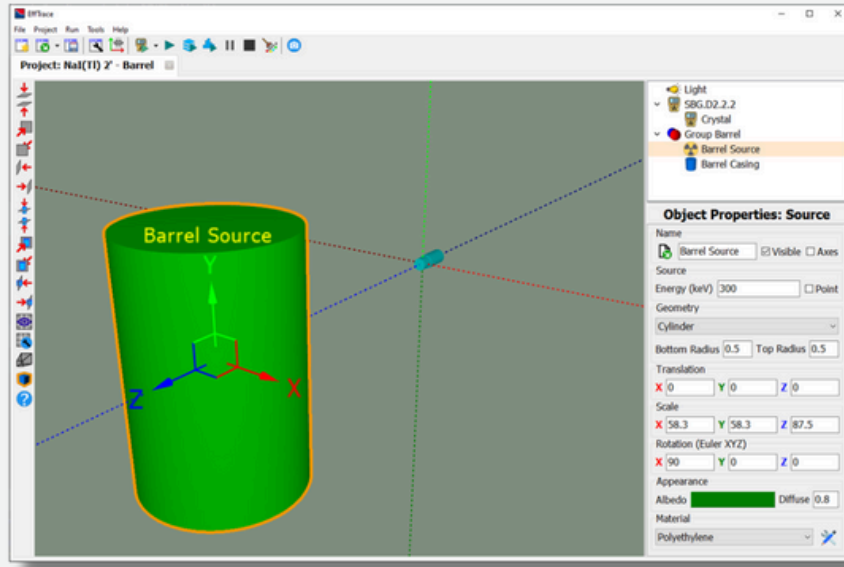 EffTrace
File Project Run Tools Help
Project: NaI(Tl) 2' - Barrel
Barrel Source
Y
X
Z
Light
SBG.D2.2.2
Crystal
Group Barrel
Barrel Source
Barrel Casing
Object Properties: Source
Name
Barrel Source Visible Axes
Source
Energy (keV) 300 Point
Geometry
Cylinder
Bottom Radius 0.5 Top Radius 0.5
Translation
X 0 Y 0 Z 0
Scale
X 58.3 Y 58.3 Z 87.5
Rotation (Euler XYZ)
X 90 Y 0 Z 0
Appearance
Albedo Diffuse 0.8
Material
Polyethylene